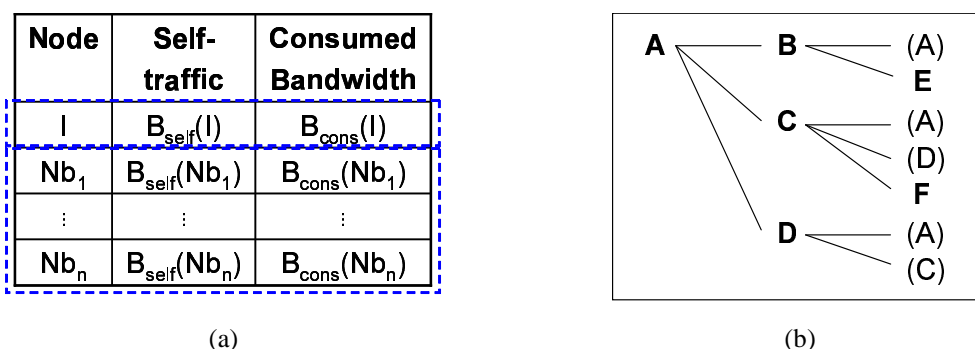 Node Self-traffic Consumed Bandwidth
I B_self(I) B_cons(I)
Nb_1 B_self(Nb_1) B_cons(Nb_1)
⋮ ⋮ ⋮
Nb_n B_self(Nb_n) B_cons(Nb_n)
(a)
A B (A)
E
C (A)
(D)
F
D (A)
(C)
(b)